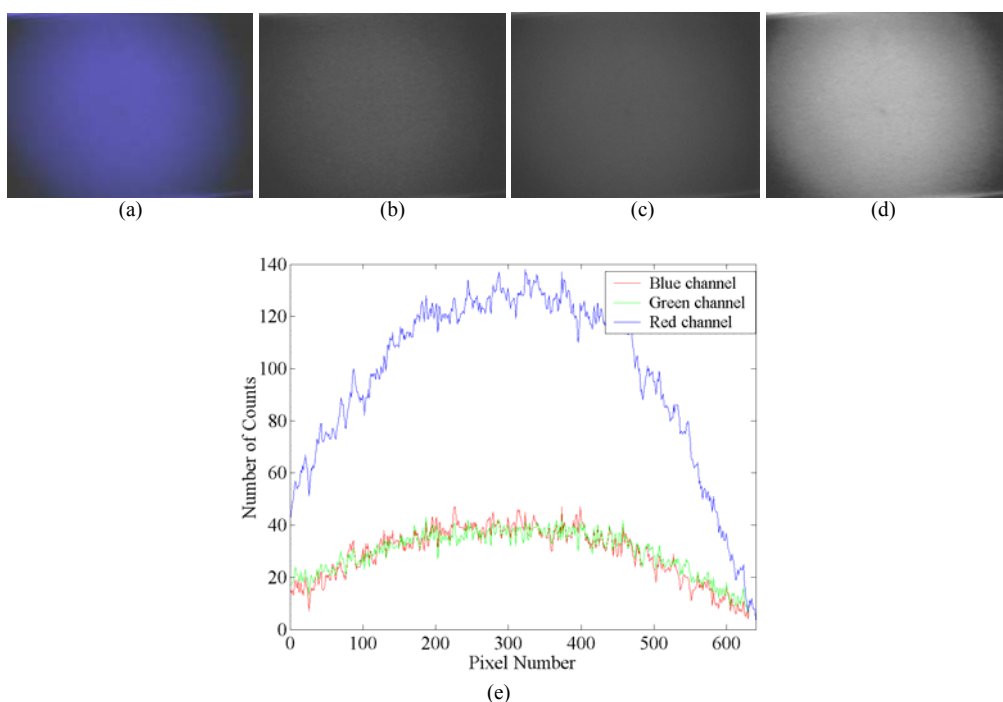 (a)
(b)
(c)
(d)
140
120
100
80
60
40
20
0
Number of Counts
Blue channel
Green channel
Red channel
0
100
200
300
400
500
600
Pixel Number
(e)